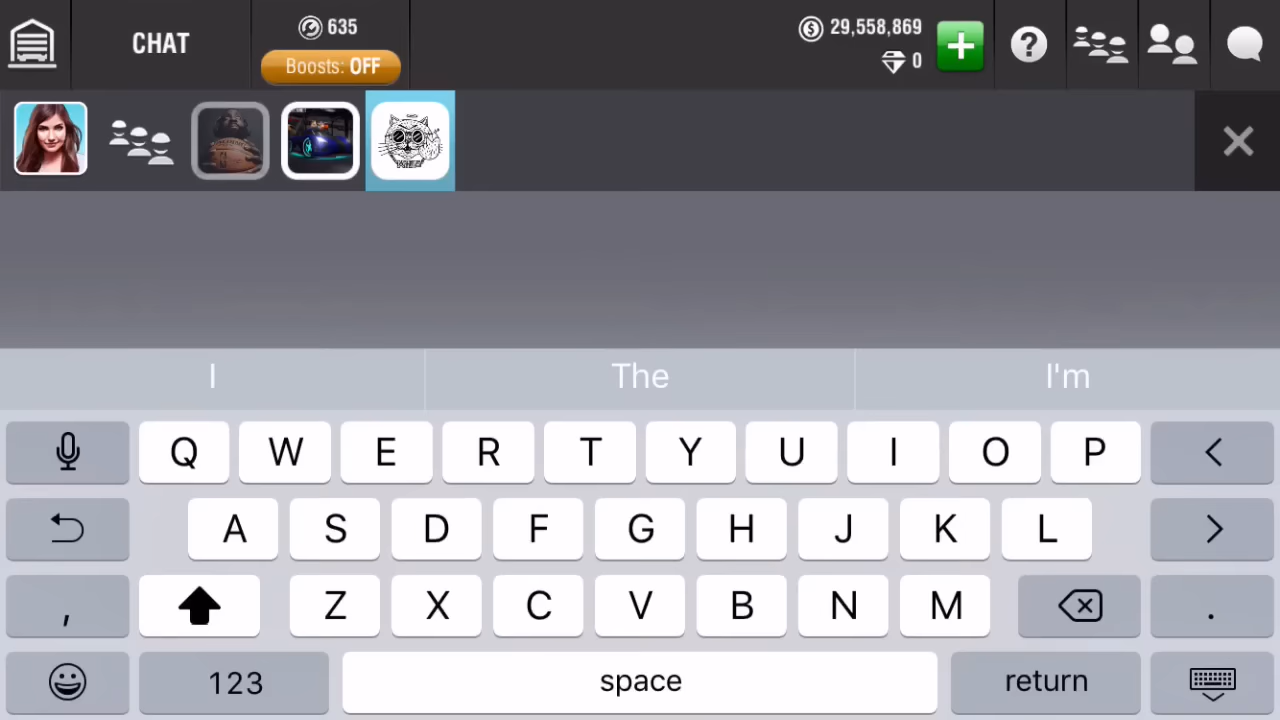 CHAT
635
Boosts: OFF
29,558,869
0
?
I The I'm
Q W E R T Y U I O P <
A S D F G H J K L >
, Z X C V B N M .
123 space return